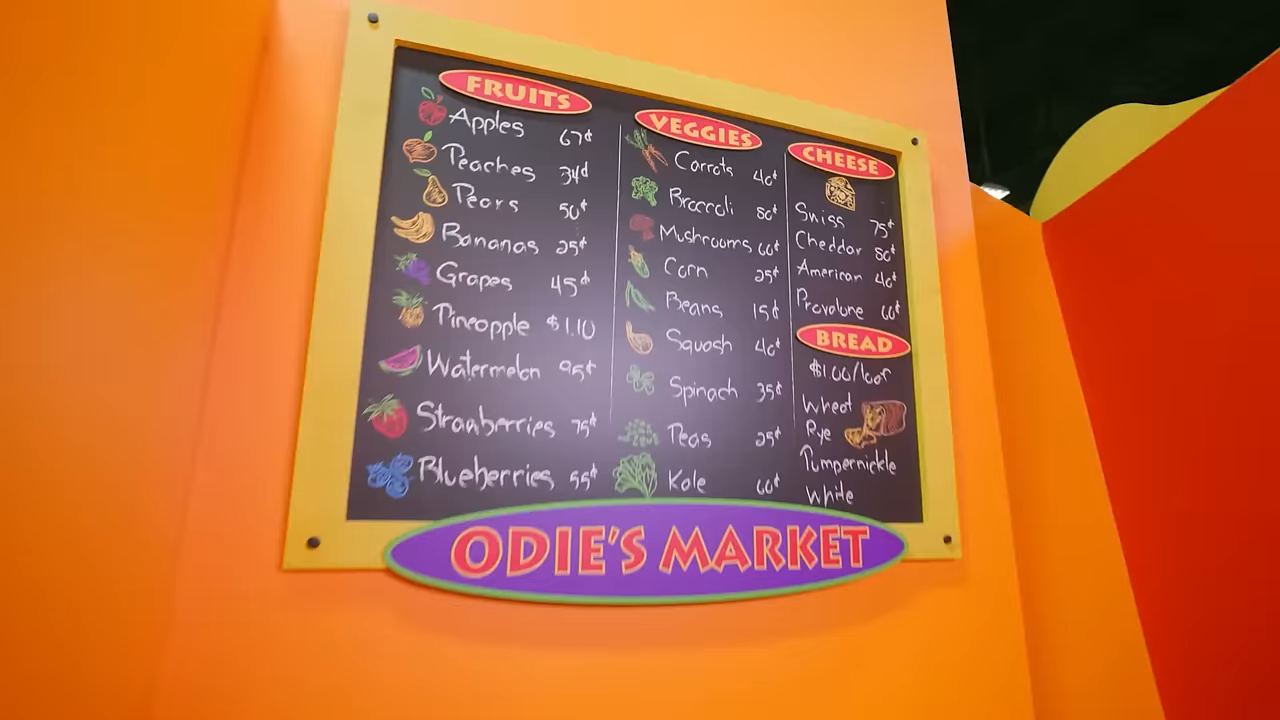 FRUITS
Apples 67¢
Peaches 34¢
Pears 50¢
Bananas 25¢
Grapes 45¢
Pineapple $1.10
Watermelon 95¢
Strawberries 75¢
Blueberries 55¢
VEGGIES
Carrots 40¢
Broccoli 80¢
Mushrooms 60¢
Corn 25¢
Beans 15¢
Squash 40¢
Spinach 35¢
Peas 25¢
Kale 60¢
CHEESE
Swiss 75¢
Cheddar 80¢
American 40¢
Provolone 60¢
BREAD
$1.00/loaf
Wheat
Rye
Pumpernickle
White
ODIE'S MARKET